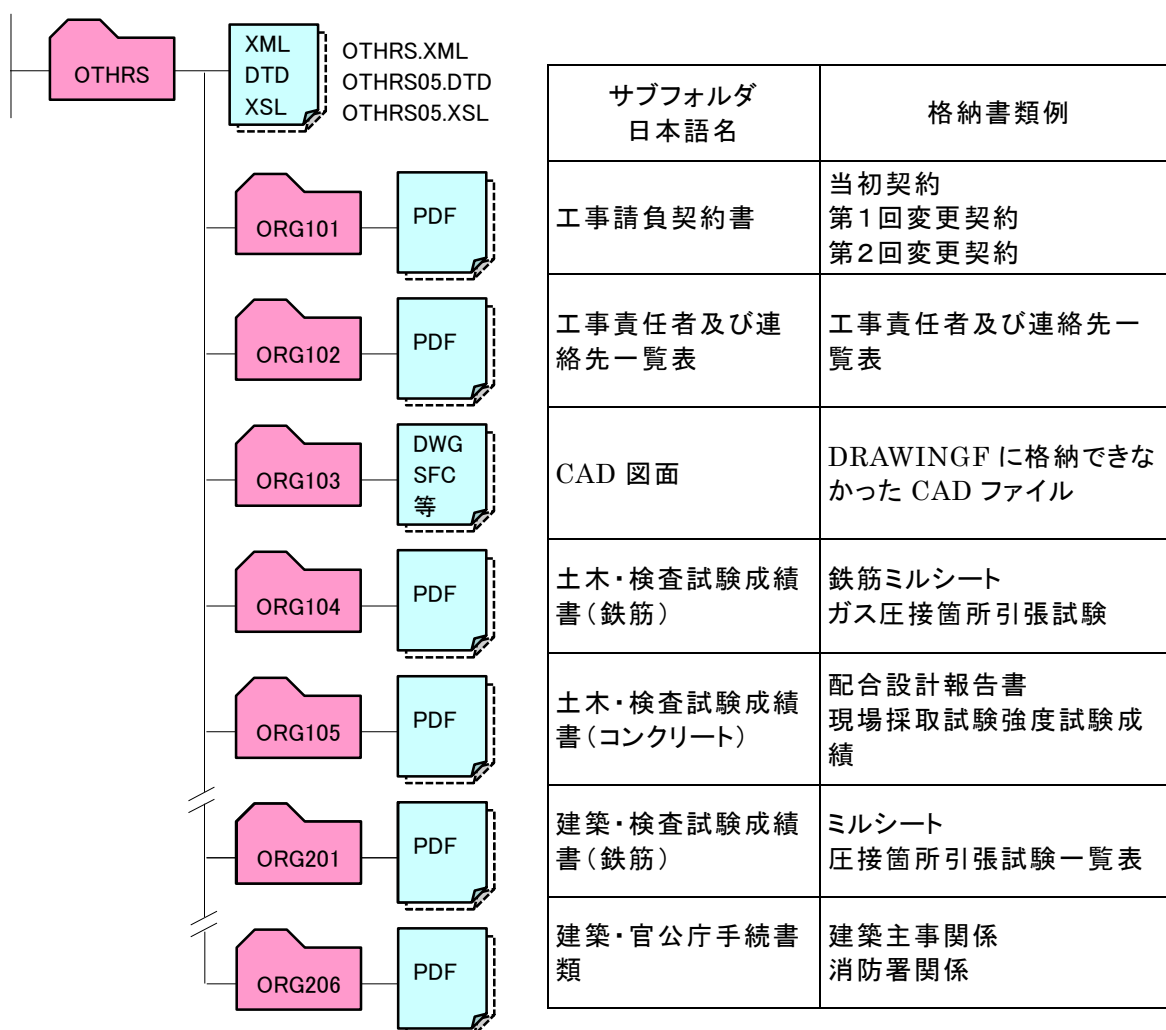 OTHRS
XML
DTD
XSL
OTHRS.XML
OTHRS05.DTD
OTHRS05.XSL
サブフォルダ
日本語名
格納書類例
ORG101
PDF
工事請負契約書
当初契約
第1回変更契約
第2回変更契約
ORG102
PDF
工事責任者及び連
絡先一覧表
工事責任者及び連絡先一
覧表
ORG103
DWG
SFC
等
CAD 図面
DRAWINGF に格納できな
かった CAD ファイル
ORG104
PDF
土木・検査試験成績
書（鉄筋）
鉄筋ミルシート
ガス圧接箇所引張試験
ORG105
PDF
土木・検査試験成績
書（コンクリート）
配合設計報告書
現場採取試験強度試験成
績
ORG201
PDF
建築・検査試験成績
書（鉄筋）
ミルシート
圧接箇所引張試験一覧表
ORG206
PDF
建築・官公庁手続書
類
建築主事関係
消防署関係